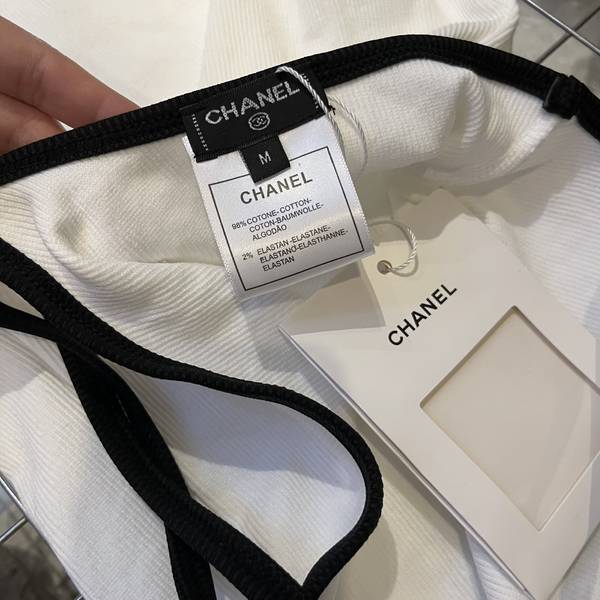 CHANEL
M
CHANEL
98% COTONE-COTTON-
COTON-BAUMWOLLE-
ALGODÃO
2% ELASTAN-ELASTANE-
ELASTANO-ELASTHANNE-
ELASTAN
CHANEL